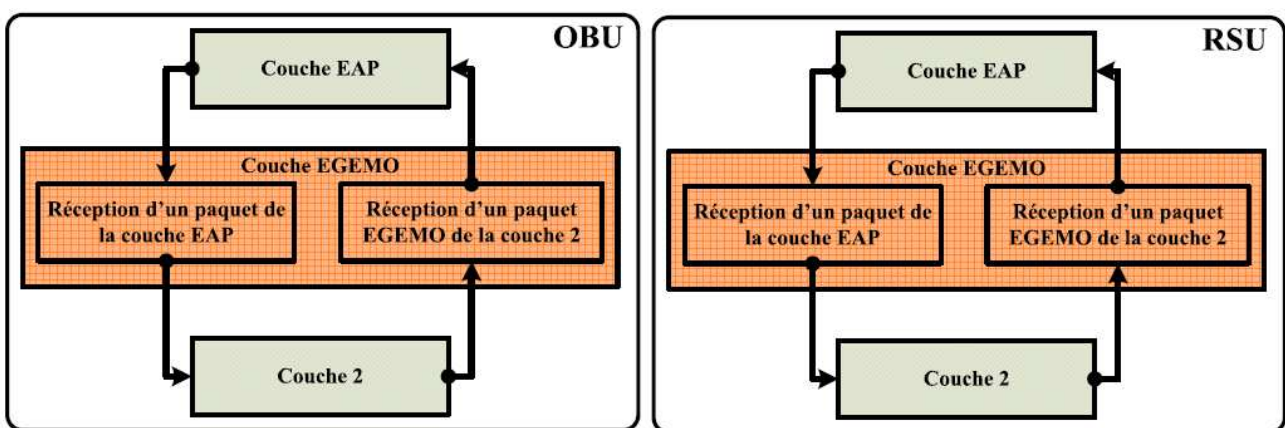 OBU
Couche EAP
Couche EGEMO
Réception d'un paquet de
la couche EAP
Réception d'un paquet
EGEMO de la couche 2
Couche 2
RSU
Couche EAP
Couche EGEMO
Réception d'un paquet de
la couche EAP
Réception d'un paquet
EGEMO de la couche 2
Couche 2